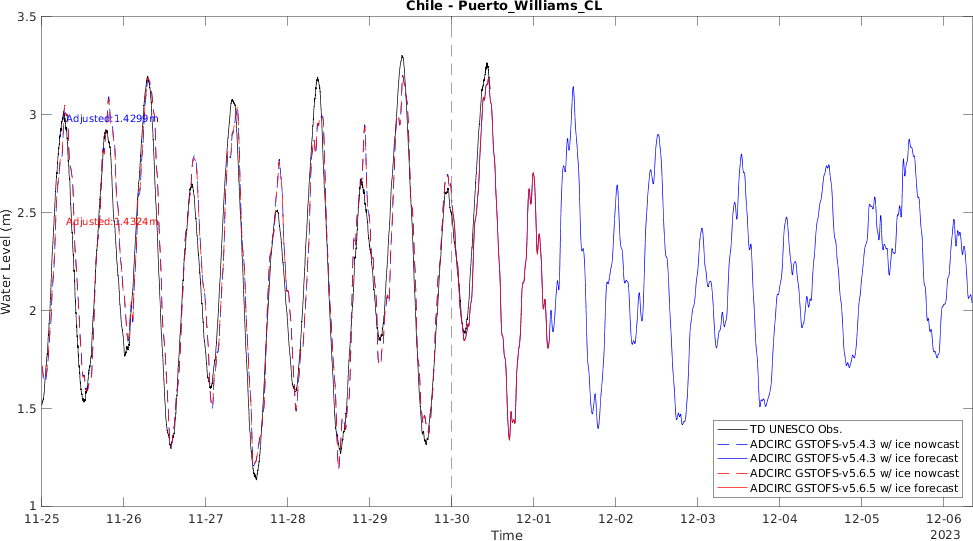 Chile - Puerto_Williams_CL
3.5
3
2.5
2
1.5
1
Water Level (m)
Adjusted:1.4299m
Adjusted:1.4324m
TD UNESCO Obs.
ADCIRC GSTOFS-v5.4.3 w/ ice nowcast
ADCIRC GSTOFS-v5.4.3 w/ ice forecast
ADCIRC GSTOFS-v5.6.5 w/ ice nowcast
ADCIRC GSTOFS-v5.6.5 w/ ice forecast
11-25 11-26 11-27 11-28 11-29 11-30 12-01 12-02 12-03 12-04 12-05 12-06
Time
2023